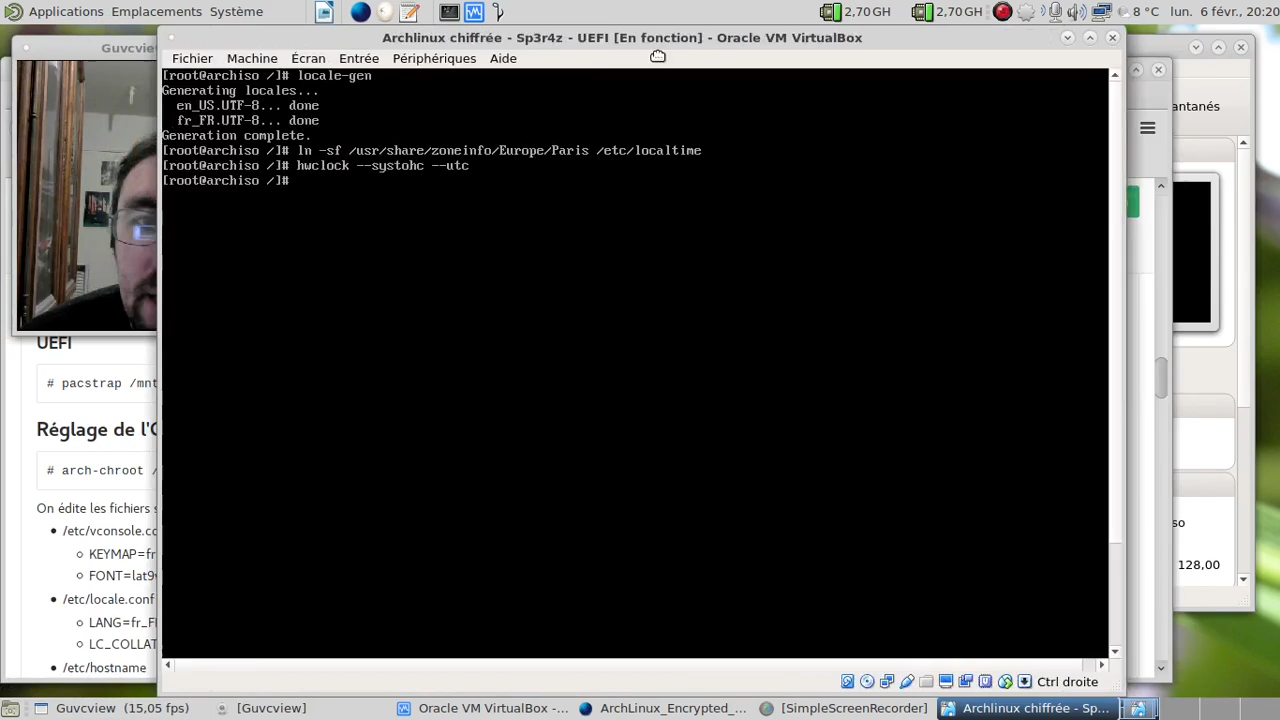 Applications Emplacements Système
2,70 GH 2,70 GH 8 °C lun. 6 févr., 20:20
Guvcvie
Archlinux chiffrée - Sp3r4z - UEFI [En fonction] - Oracle VM VirtualBox
Fichier Machine Écran Entrée Périphériques Aide
[root@archiso /]# locale-gen
Generating locales...
en_US.UTF-8... done
fr_FR.UTF-8... done
Generation complete.
[root@archiso /]# ln -sf /usr/share/zoneinfo/Europe/Paris /etc/localtime
[root@archiso /]# hwclock --systohc --utc
[root@archiso /]#
antanés
UEFI
# pacstrap /mnt
Réglage de l'
# arch-chroot /
On édite les fichiers s
/etc/vconsole.co
KEYMAP=fr
FONT=lat9
/etc/locale.conf
LANG=fr_F
LC_COLLAT
/etc/hostname
so
128,00
Ctrl droite
Guvcview (15,05 fps)
[Guvcview]
Oracle VM VirtualBox -...
ArchLinux_Encrypted_...
[SimpleScreenRecorder]
Archlinux chiffrée - Sp...